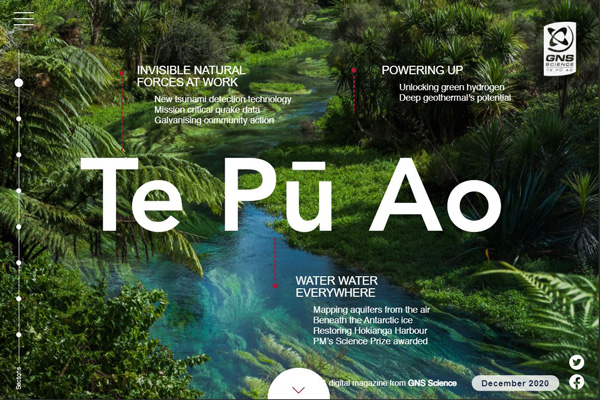 GNS
SCIENCE
TE PŪ AO
INVISIBLE NATURAL
FORCES AT WORK
New tsunami detection technology
Mission critical quake data
Galvanising community action
POWERING UP
Unlocking green hydrogen
Deep geothermal's potential
Te Pū Ao
WATER WATER
EVERYWHERE
Mapping aquifers from the air
Beneath the Antarctic ice
Restoring Hokianga Harbour
PM's Science Prize awarded
digital magazine from GNS Science
December 2020
Sections